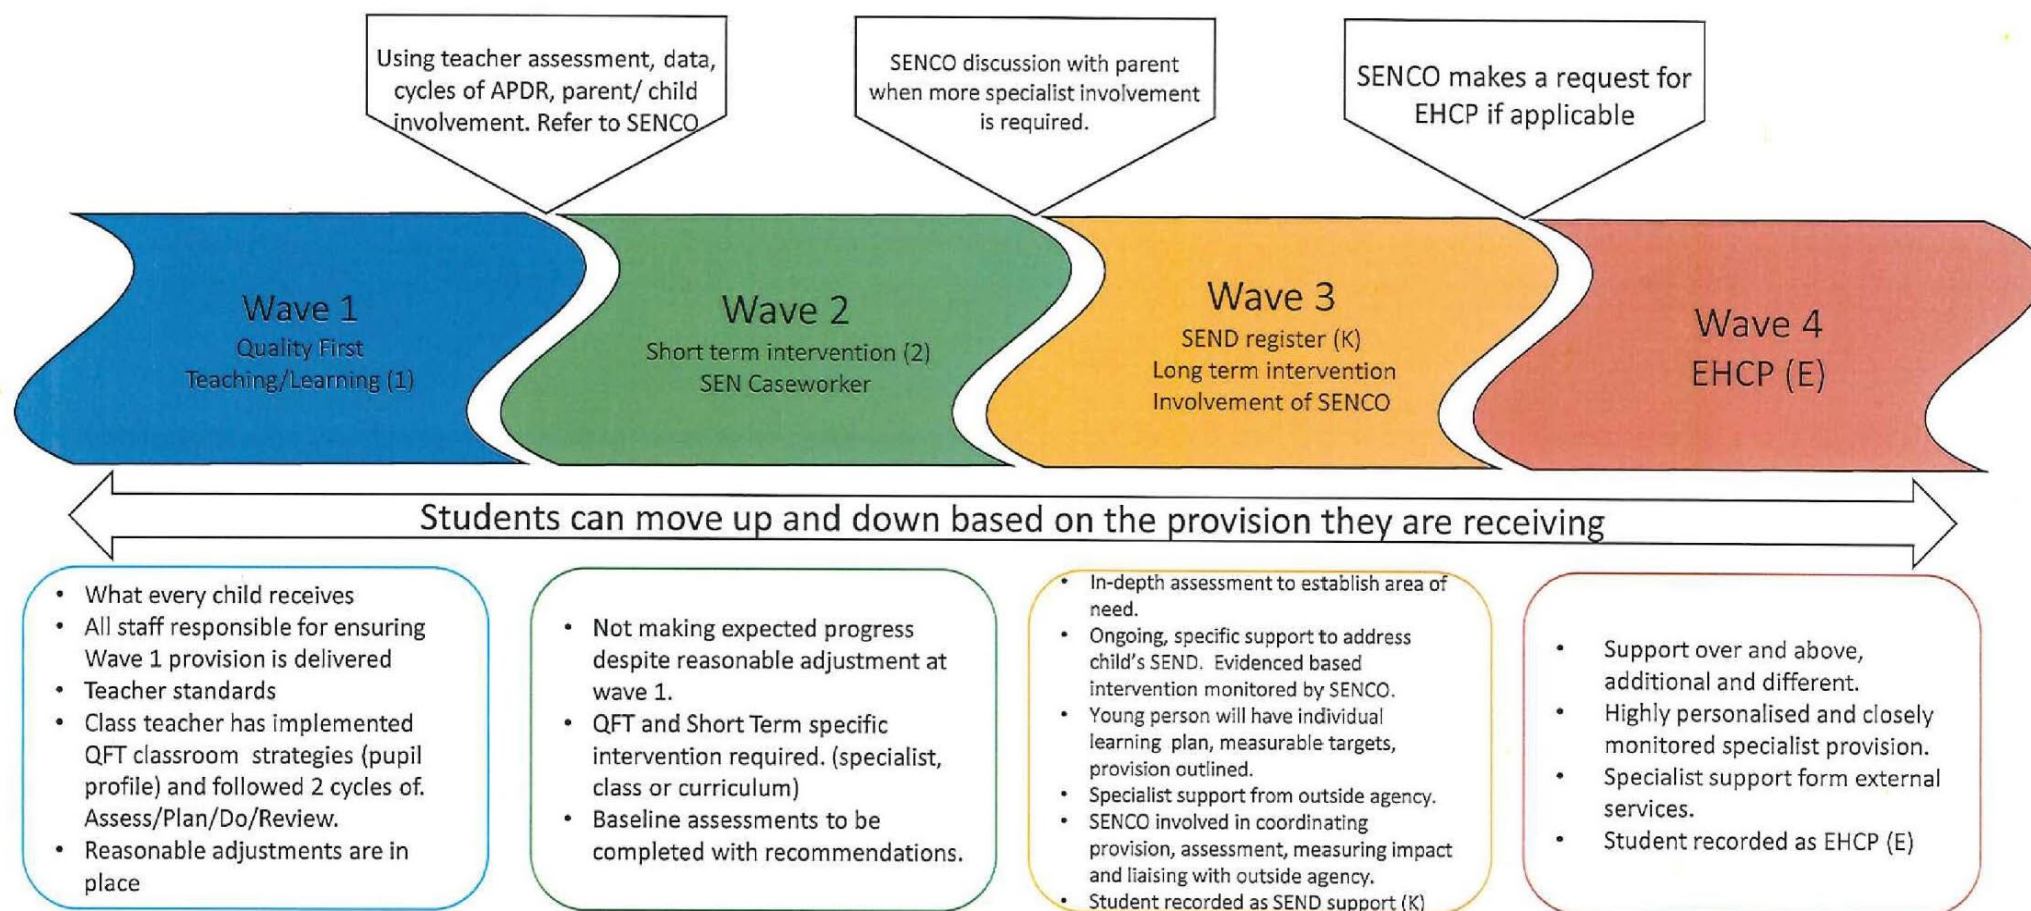 Using teacher assessment, data,
cycles of APDR, parent/ child
involvement. Refer to SENCO
SENCO discussion with parent
when more specialist involvement
is required.
SENCO makes a request for
EHCP if applicable
Wave 1
Quality First
Teaching/Learning (1)
Wave 2
Short term intervention (2)
SEN Caseworker
Wave 3
SEND register (K)
Long term intervention
Involvement of SENCO
Wave 4
EHCP (E)
Students can move up and down based on the provision they are receiving
• What every child receives
• All staff responsible for ensuring
Wave 1 provision is delivered
• Teacher standards
• Class teacher has implemented
QFT classroom strategies (pupil
profile) and followed 2 cycles of.
Assess/Plan/Do/Review.
• Reasonable adjustments are in
place
• Not making expected progress
despite reasonable adjustment at
wave 1.
• QFT and Short Term specific
intervention required. (specialist,
class or curriculum)
• Baseline assessments to be
completed with recommendations.
• In-depth assessment to establish area of
need.
• Ongoing, specific support to address
child's SEND. Evidenced based
intervention monitored by SENCO.
• Young person will have individual
learning plan, measurable targets,
provision outlined.
• Specialist support from outside agency.
• SENCO involved in coordinating
provision, assessment, measuring impact
and liaising with outside agency.
• Student recorded as SEND support (K)
• Support over and above,
additional and different.
• Highly personalised and closely
monitored specialist provision.
• Specialist support form external
services.
• Student recorded as EHCP (E)